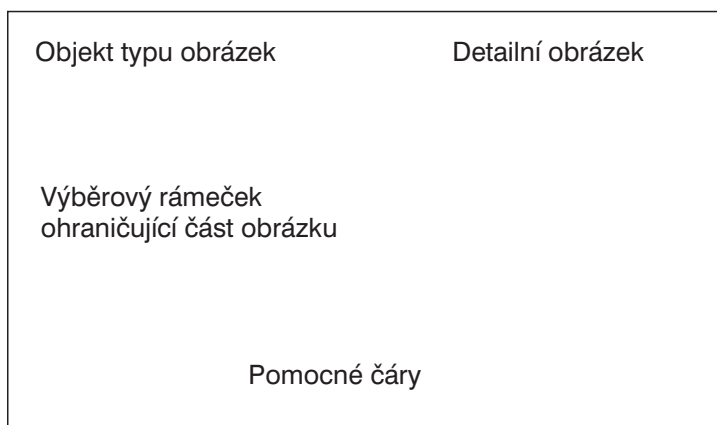 Objekt typu obrázek
Detailní obrázek
Výběrový rámeček
ohraničující část obrázku
Pomocné čáry